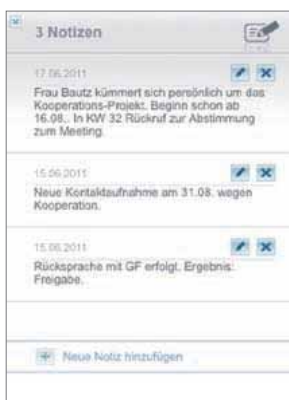 3 Notizen
17.06.2011
Frau Bautz kümmert sich persönlich um das
Kooperations-Projekt. Beginn schon ab
16.08.. In KW 32 Rückruf zur Abstimmung
zum Meeting.
15.06.2011
Neue Kontaktaufnahme am 31.08. wegen
Kooperation.
15.06.2011
Rücksprache mit GF erfolgt. Ergebnis:
Freigabe.
Neue Notiz hinzufügen